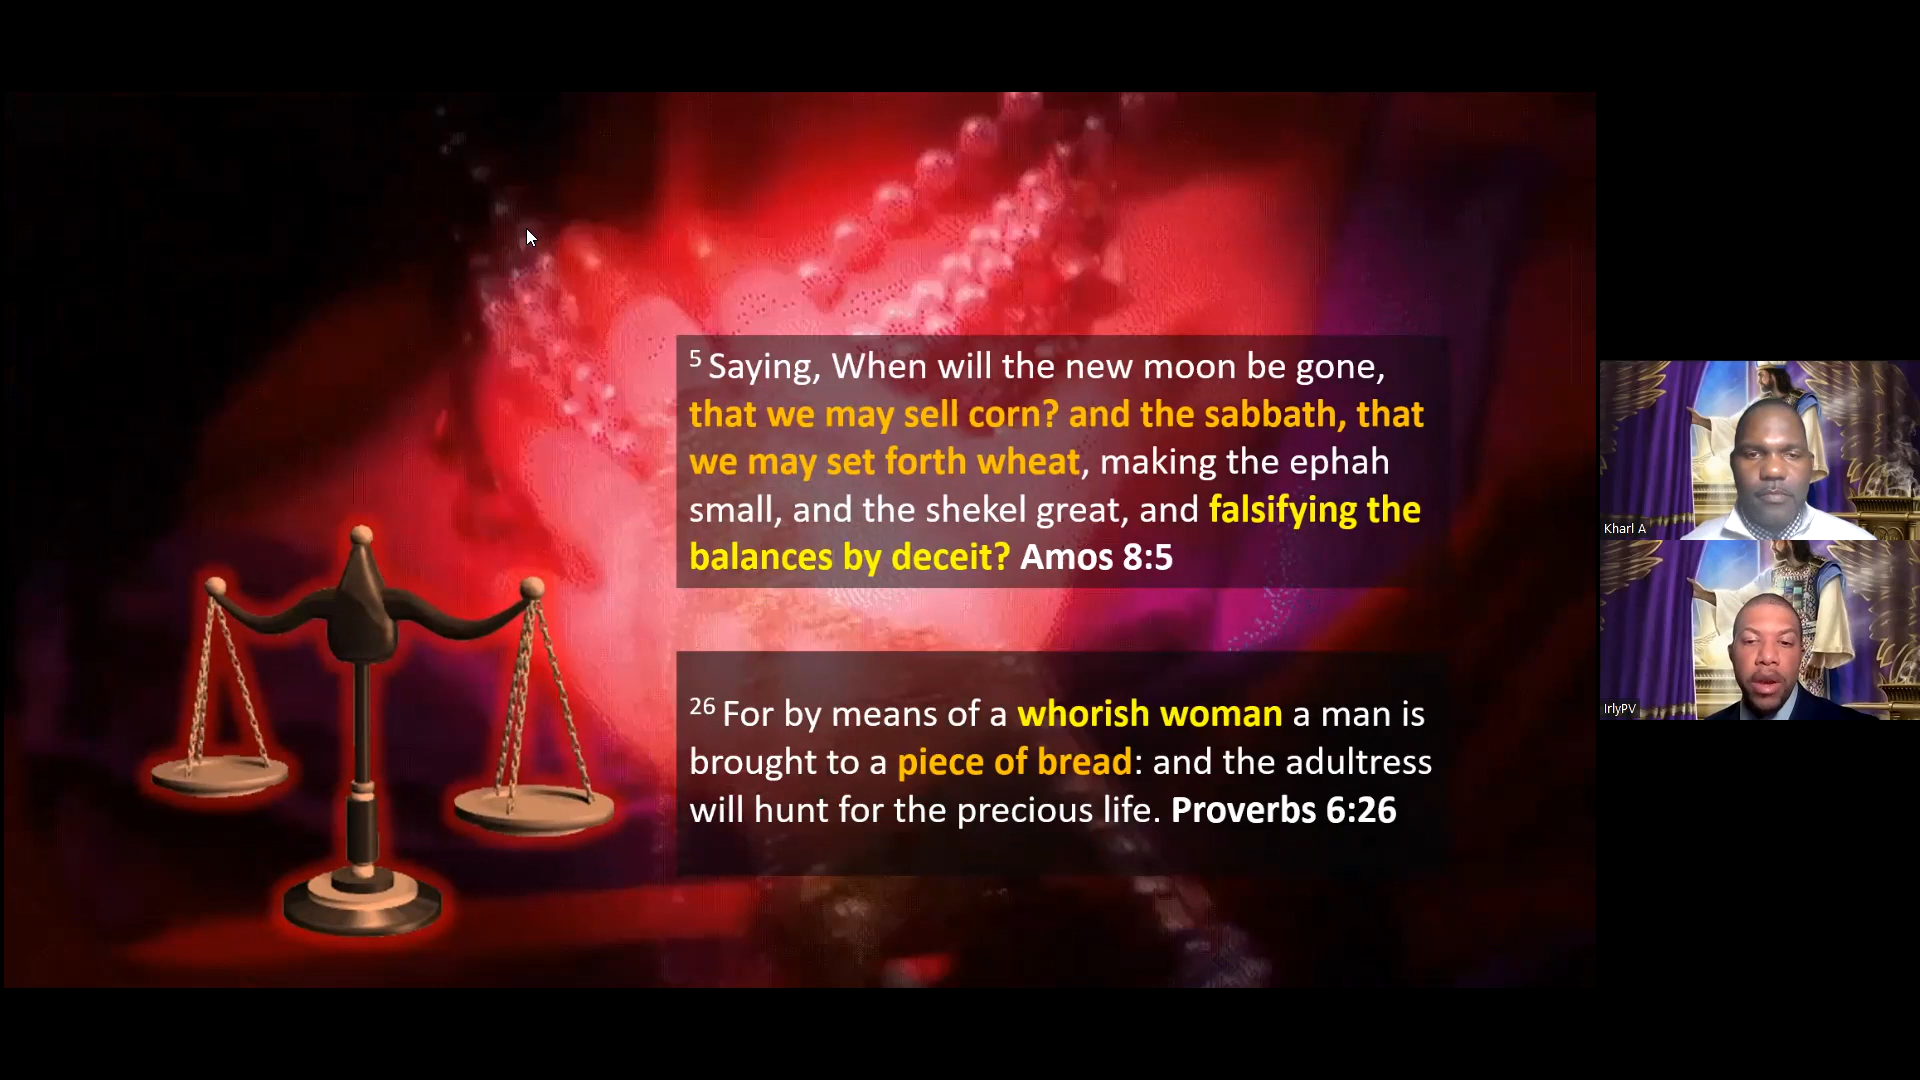 5 Saying, When will the new moon be gone,
that we may sell corn? and the sabbath, that
we may set forth wheat, making the ephah
small, and the shekel great, and falsifying the
balances by deceit? Amos 8:5
26 For by means of a whorish woman a man is
brought to a piece of bread: and the adultress
will hunt for the precious life. Proverbs 6:26
Kharl A
IrlyPV